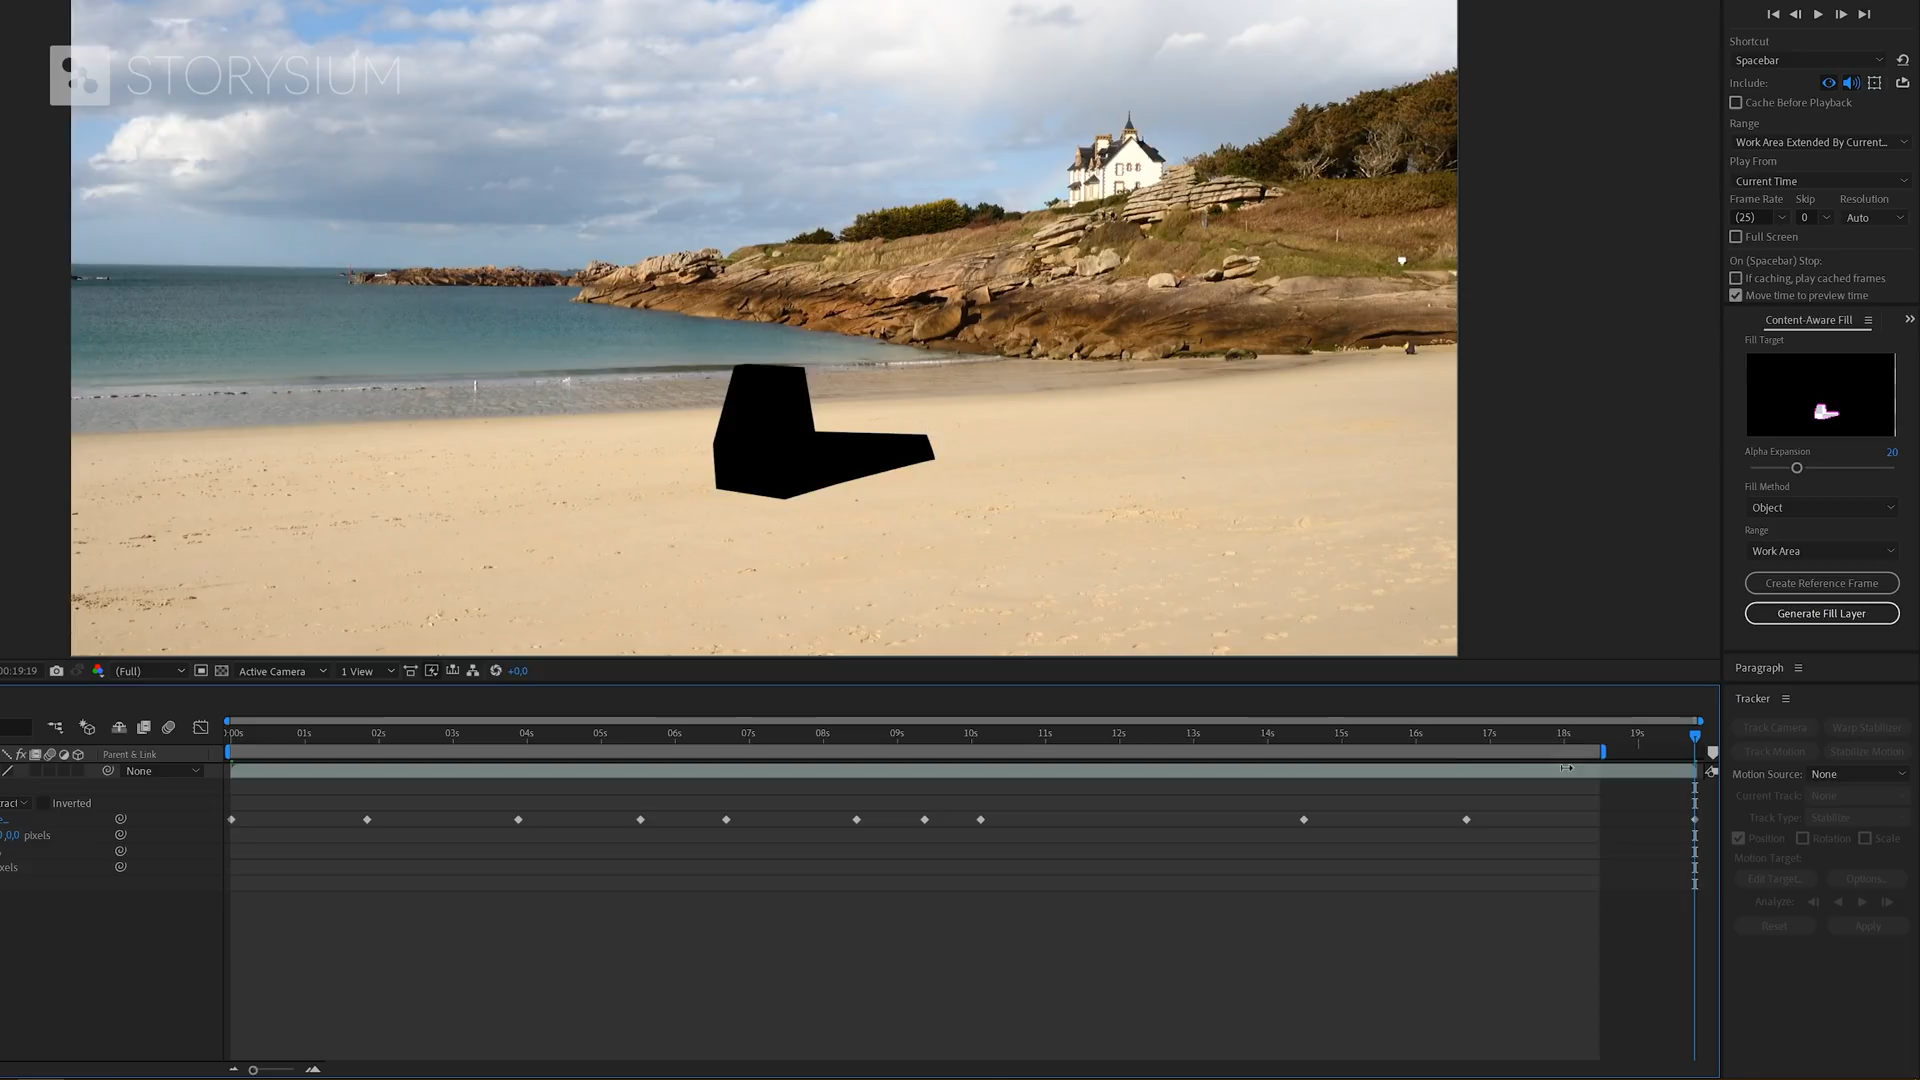 STORYSIUM
Shortcut
Spacebar
Include:
Cache Before Playback
Range
Work Area Extended By Current...
Play From
Current Time
Frame Rate Skip Resolution
(25) 0 Auto
Full Screen
On (Spacebar) Stop:
If caching, play cached frames
Move time to preview time
Content-Aware Fill
Fill Target
Alpha Expansion 20
Fill Method
Object
Range
Work Area
Create Reference Frame
Generate Fill Layer
00:19:19 (Full) Active Camera 1 View +0,0
Paragraph
Tracker
Track Camera Warp Stabilizer
Track Motion Stabilize Motion
Motion Source: None
Current Track: None
Track Type: Stabilize
Position Rotation Scale
Motion Target:
Edit Target... Options...
Analyze:
Reset Apply
:00s 01s 02s 03s 04s 05s 06s 07s 08s 09s 10s 11s 12s 13s 14s 15s 16s 17s 18s 19s
fx Parent & Link
None
ract Inverted
e...
0,0,0 pixels
xels